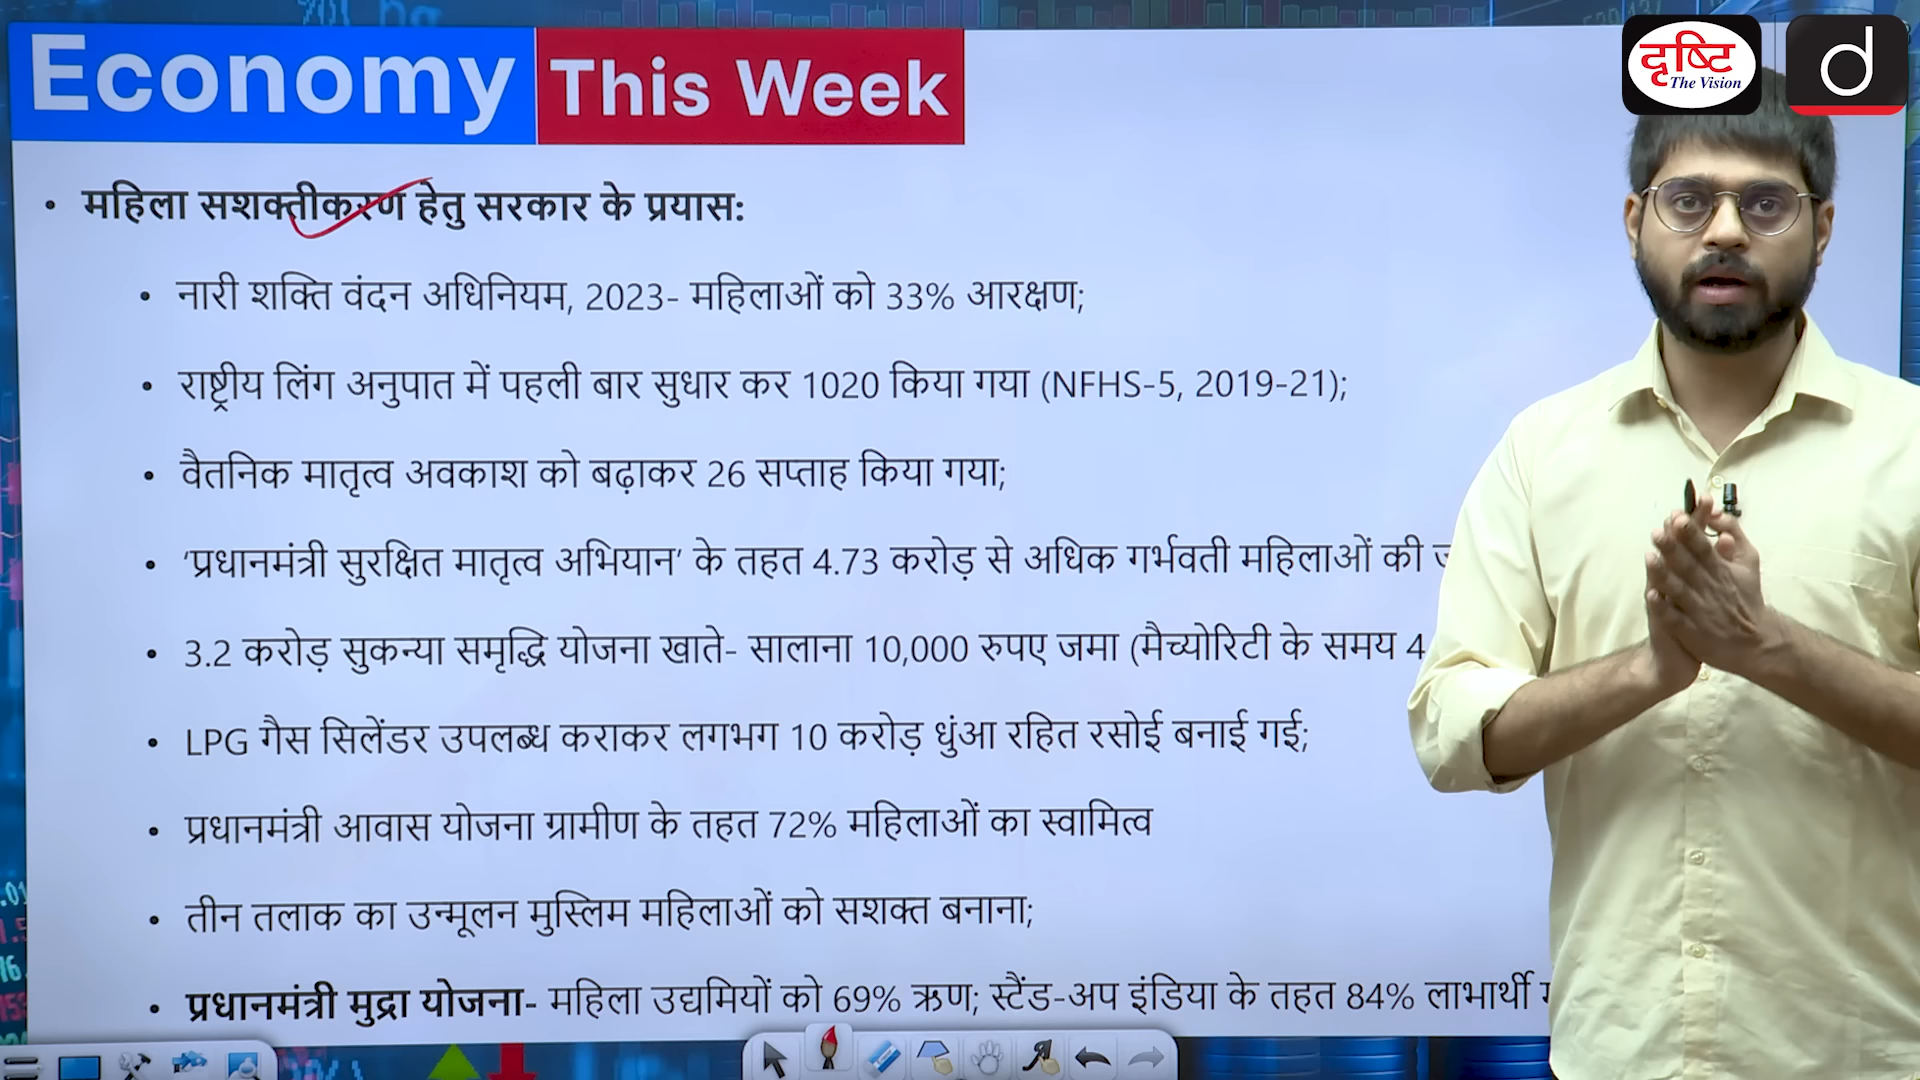 Economy This Week
दृष्टि
The Vision
d
• महिला सशक्तीकरण हेतु सरकार के प्रयास:
• नारी शक्ति वंदन अधिनियम, 2023- महिलाओं को 33% आरक्षण;
• राष्ट्रीय लिंग अनुपात में पहली बार सुधार कर 1020 किया गया (NFHS-5, 2019-21);
• वैतनिक मातृत्व अवकाश को बढ़ाकर 26 सप्ताह किया गया;
• ‘प्रधानमंत्री सुरक्षित मातृत्व अभियान’ के तहत 4.73 करोड़ से अधिक गर्भवती महिलाओं की
• 3.2 करोड़ सुकन्या समृद्धि योजना खाते- सालाना 10,000 रुपए जमा (मैच्योरिटी के समय 4
• LPG गैस सिलेंडर उपलब्ध कराकर लगभग 10 करोड़ धुंआ रहित रसोई बनाई गई;
• प्रधानमंत्री आवास योजना ग्रामीण के तहत 72% महिलाओं का स्वामित्व
• तीन तलाक का उन्मूलन मुस्लिम महिलाओं को सशक्त बनाना;
• प्रधानमंत्री मुद्रा योजना- महिला उद्यमियों को 69% ऋण; स्टैंड-अप इंडिया के तहत 84% लाभार्थी